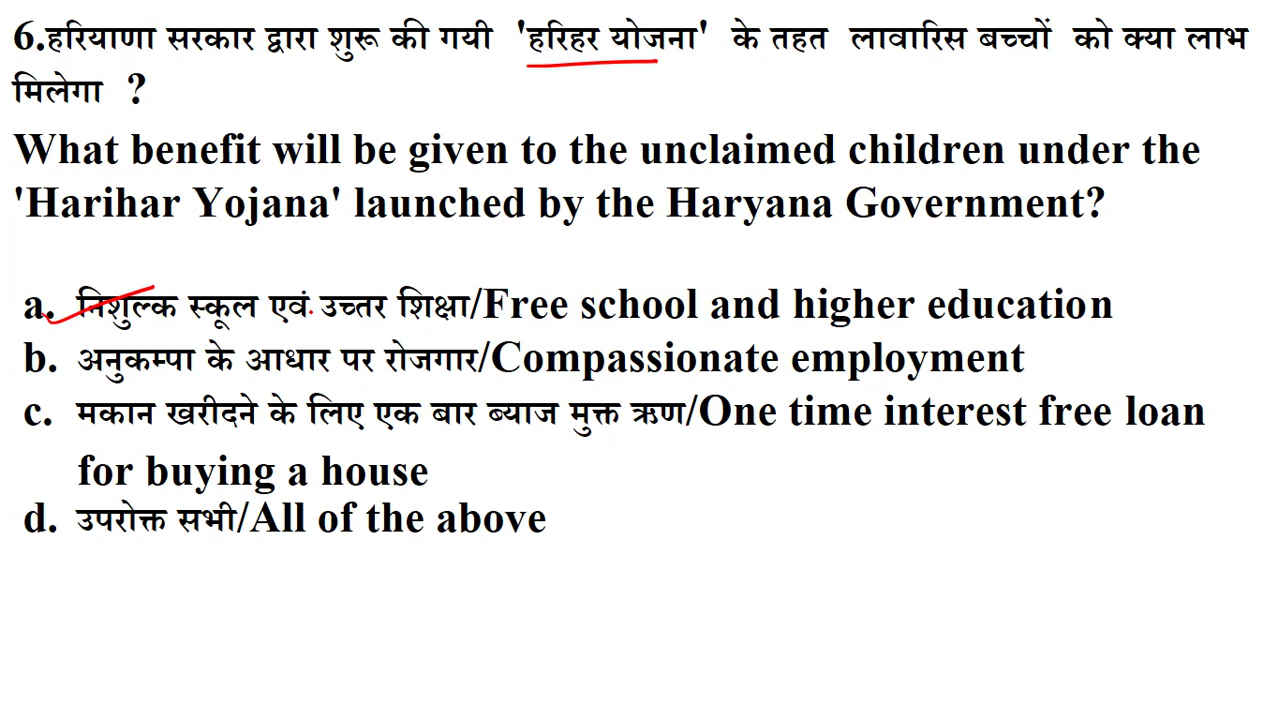 6.हरियाणा सरकार द्वारा शुरू की गयी 'हरिहर योजना' के तहत लावारिस बच्चों को क्या लाभ
मिलेगा ?
What benefit will be given to the unclaimed children under the
'Harihar Yojana' launched by the Haryana Government?
a. निशुल्क स्कूल एवं उच्तर शिक्षा/Free school and higher education
b. अनुकम्पा के आधार पर रोजगार/Compassionate employment
c. मकान खरीदने के लिए एक बार ब्याज मुक्त ऋण/One time interest free loan
for buying a house
d. उपरोक्त सभी/All of the above